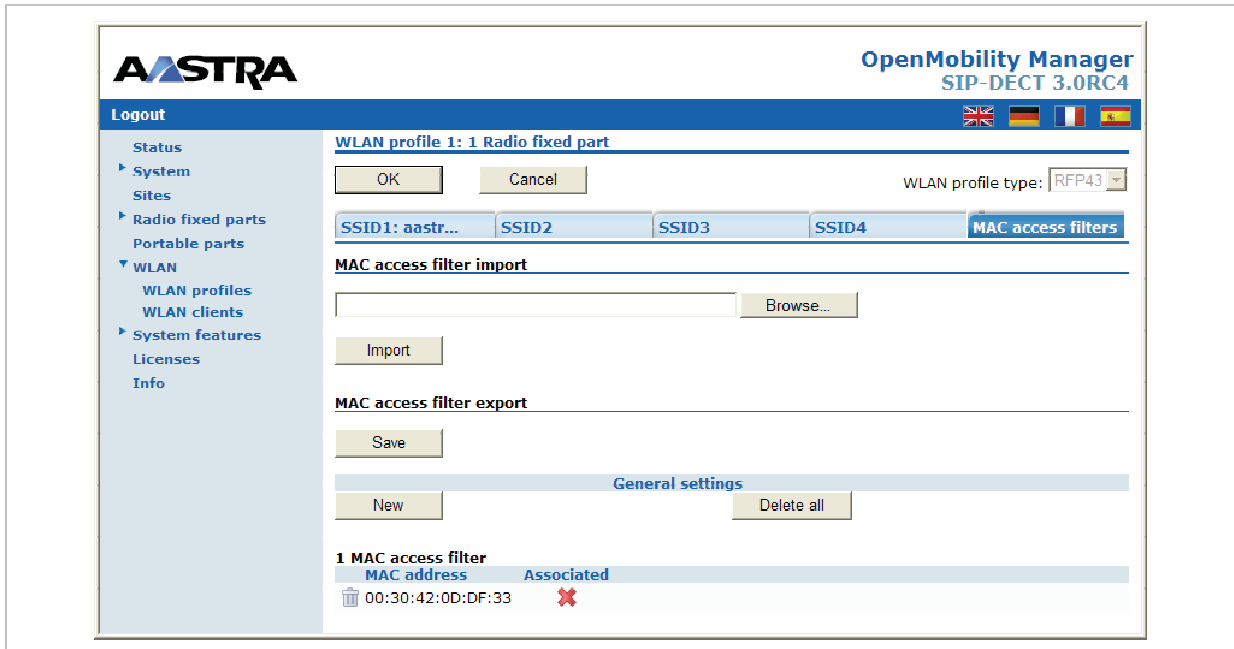 AASTRA
OpenMobility Manager
SIP-DECT 3.0RC4
Logout
Status
System
Sites
Radio fixed parts
Portable parts
WLAN
WLAN profiles
WLAN clients
System features
Licenses
Info
WLAN profile 1: 1 Radio fixed part
OK Cancel WLAN profile type: RFP43
SSID1: aastr... SSID2 SSID3 SSID4 MAC access filters
MAC access filter import
Browse...
Import
MAC access filter export
Save
General settings
New Delete all
1 MAC access filter
MAC address Associated
00:30:42:0D:DF:33